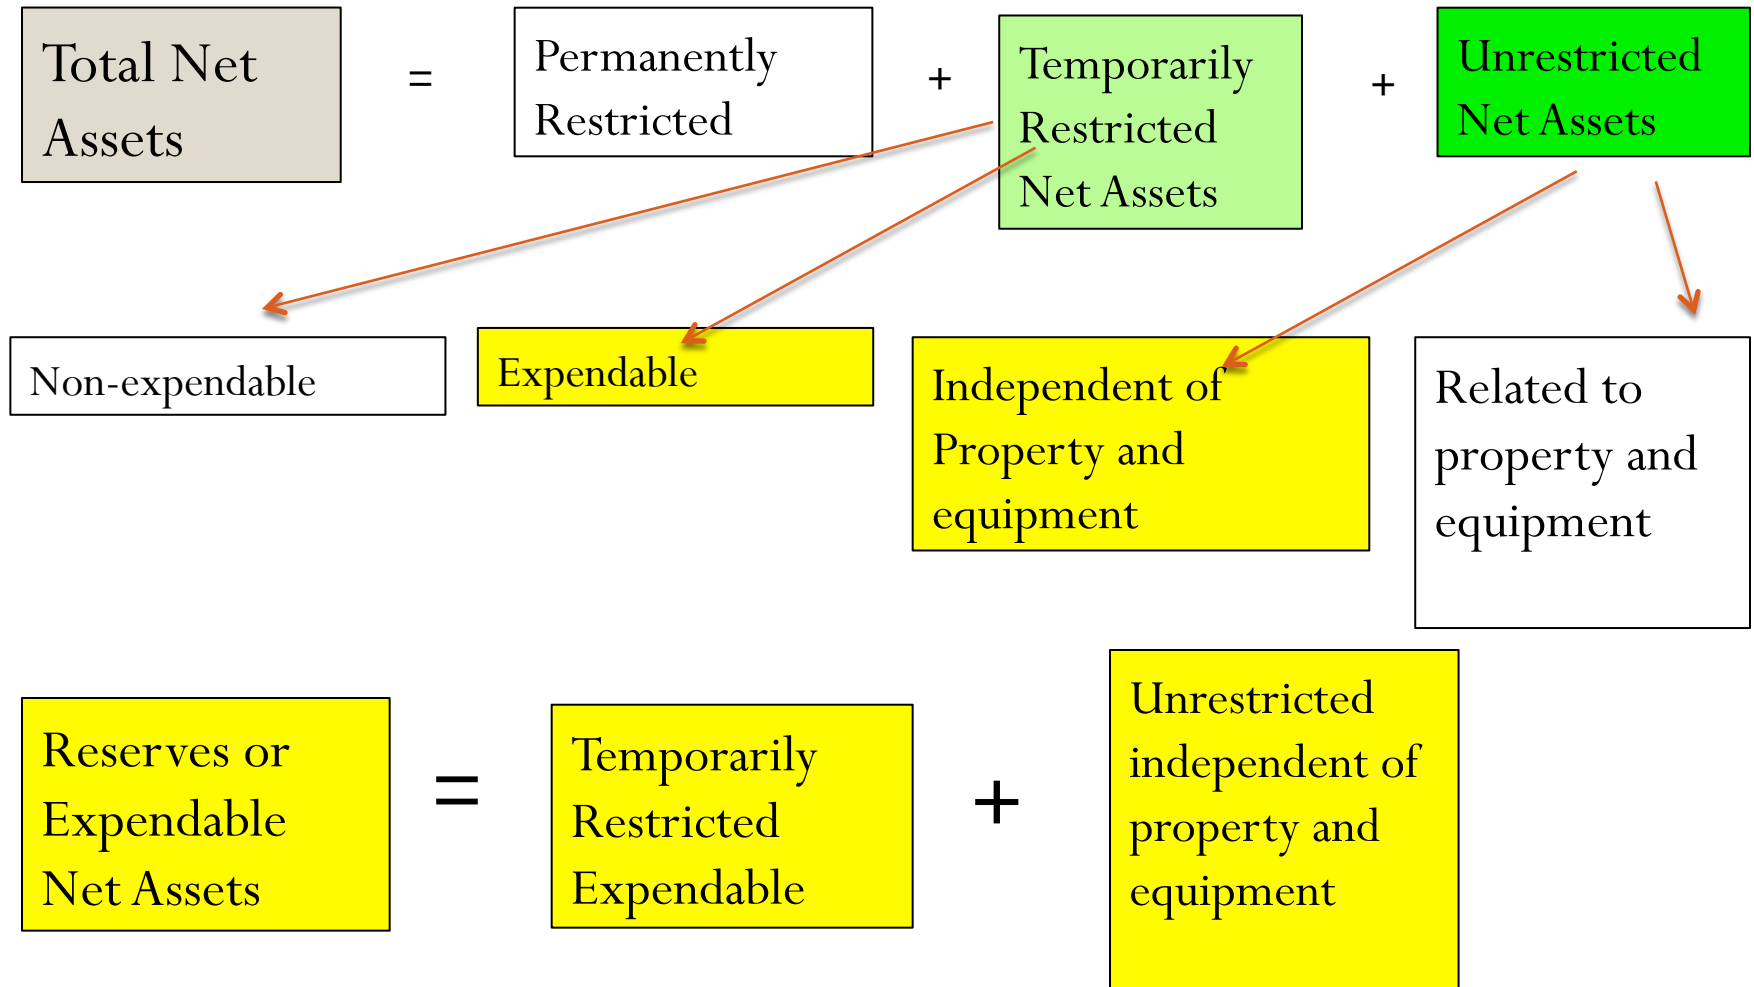 Total Net
Assets
=
Permanently
Restricted
+
Temporarily
Restricted
Net Assets
+
Unrestricted
Net Assets
Non-expendable
Expendable
Independent of
Property and
equipment
Related to
property and
equipment
Reserves or
Expendable
Net Assets
=
Temporarily
Restricted
Expendable
+
Unrestricted
independent of
property and
equipment